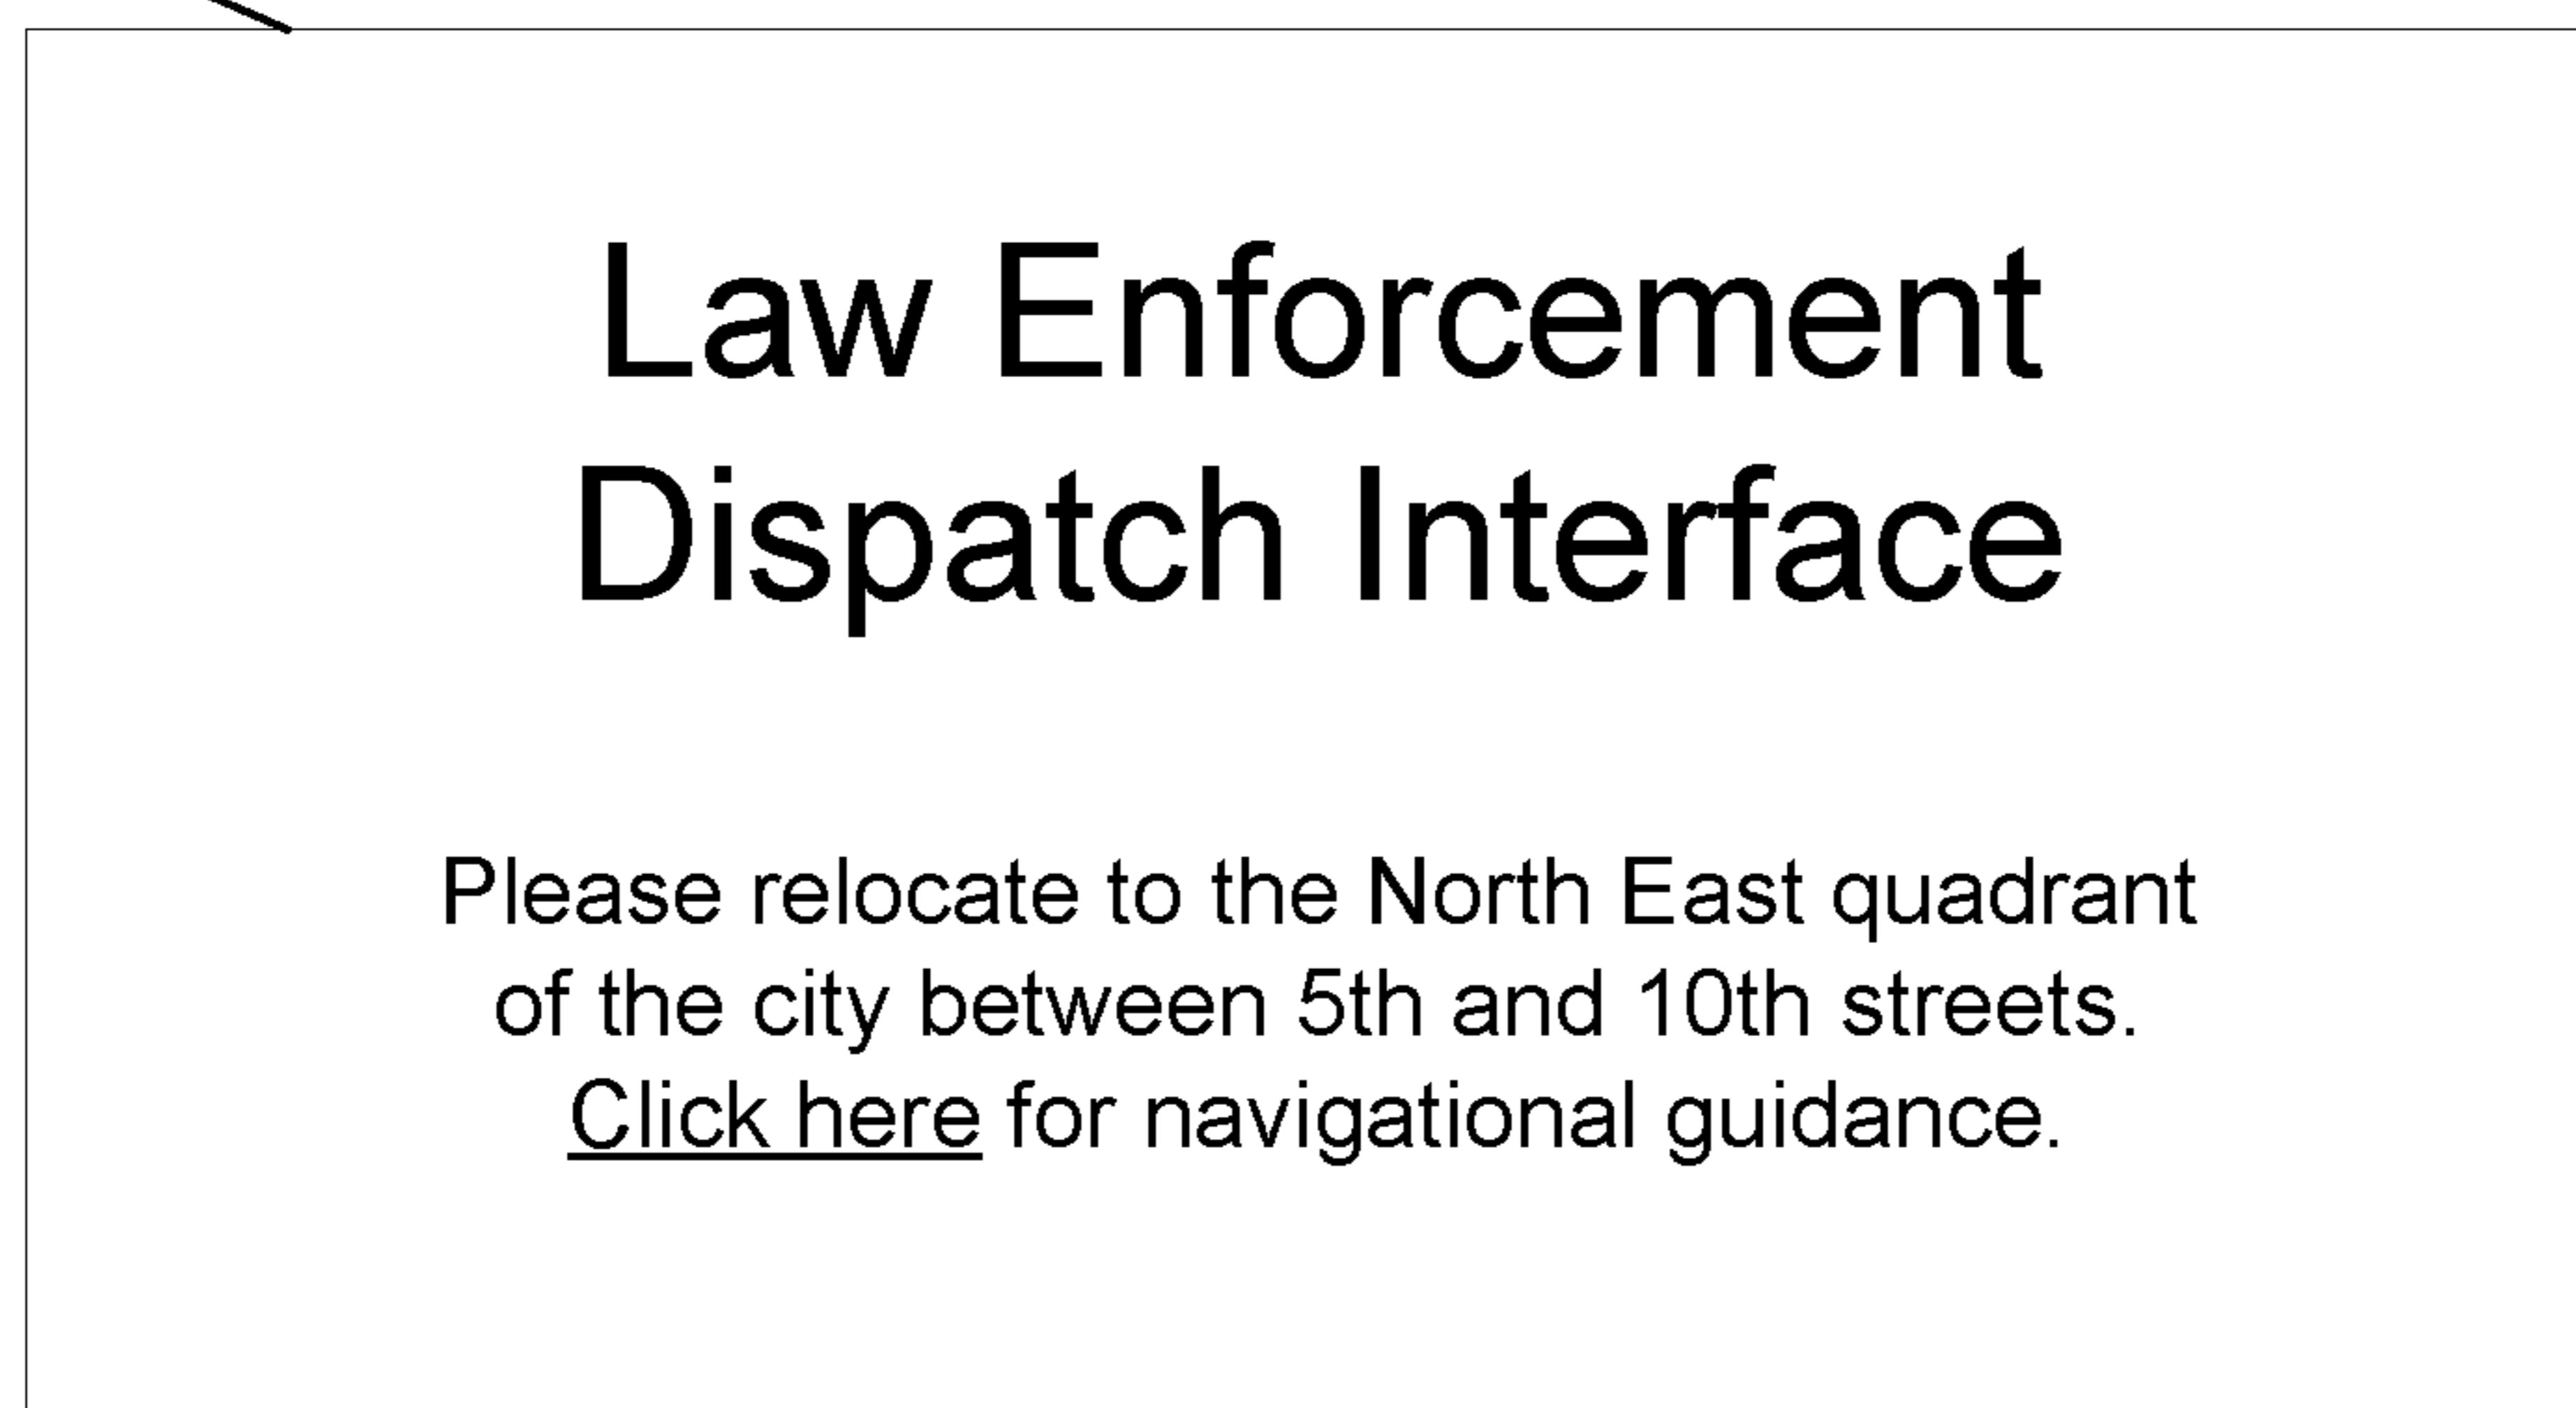 Law Enforcement
Dispatch Interface
Please relocate to the North East quadrant
of the city between 5th and 10th streets.
Click here for navigational guidance.